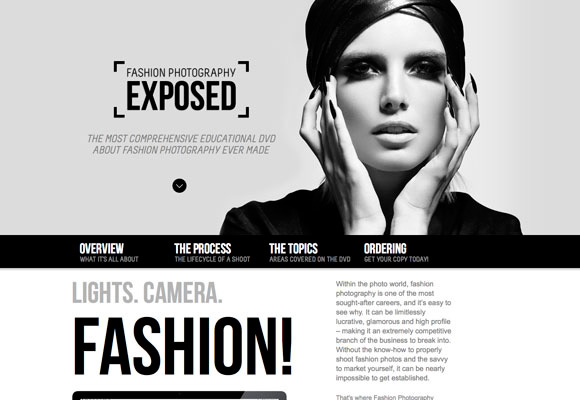 FASHION PHOTOGRAPHY
EXPOSED
THE MOST COMPREHENSIVE EDUCATIONAL DVD
ABOUT FASHION PHOTOGRAPHY EVER MADE
OVERVIEW
WHAT IT'S ALL ABOUT
THE PROCESS
THE LIFECYCLE OF A SHOOT
THE TOPICS
AREAS COVERED ON THE DVD
ORDERING
GET YOUR COPY TODAY!
LIGHTS. CAMERA.
FASHION!
Within the photo world, fashion
photography is one of the most
sought-after careers, and it's easy to
see why. It can be limitlessly
lucrative, glamorous and high profile
– making it an extremely competitive
branch of the business to break into.
Without the know-how to properly
shoot fashion photos and the savvy
to market yourself, it can be nearly
impossible to get established.
That's where Fashion Photography